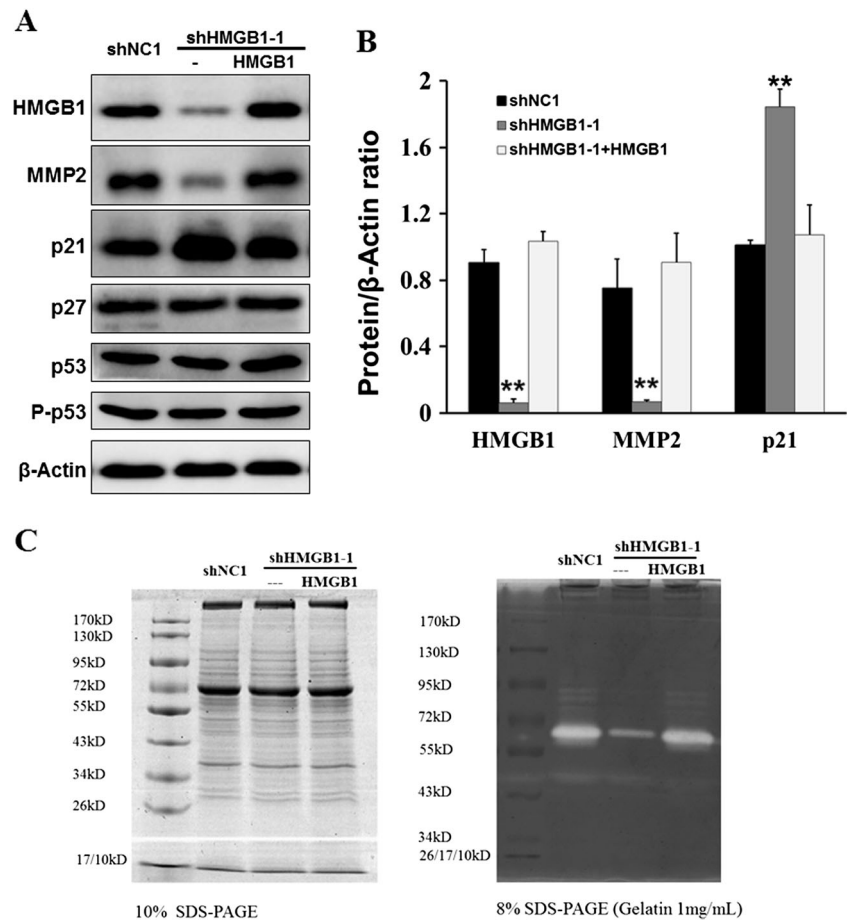 A
shNC1
shHMGB1-1
- HMGB1
HMGB1
MMP2
p21
p27
p53
P-p53
β-Actin
B
Protein/β-Actin ratio
2
1.6
1.2
0.8
0.4
0
shNC1
shHMGB1-1
shHMGB1-1+HMGB1
**
**
**
HMGB1 MMP2 p21
C
shNC1
shHMGB1-1
--- HMGB1
170kD
130kD
95kD
72kD
55kD
43kD
34kD
26kD
17/10kD
10% SDS-PAGE
shNC1
shHMGB1-1
--- HMGB1
170kD
130kD
95kD
72kD
55kD
43kD
34kD
26/17/10kD
8% SDS-PAGE (Gelatin 1mg/mL)